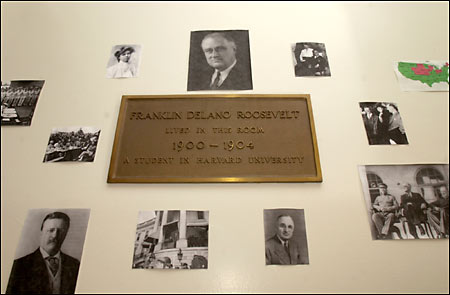 FRANKLIN DELANO ROOSEVELT
LIVED IN THIS ROOM
1900 - 1904
A STUDENT IN HARVARD UNIVERSITY